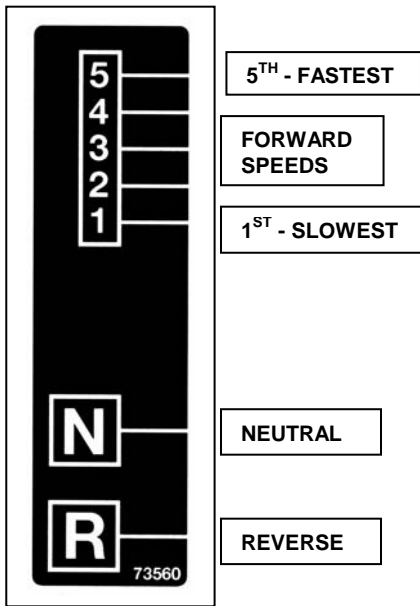 5
5TH - FASTEST
4
3
FORWARD
SPEEDS
2
1
1ST - SLOWEST
N
NEUTRAL
R
REVERSE
73560